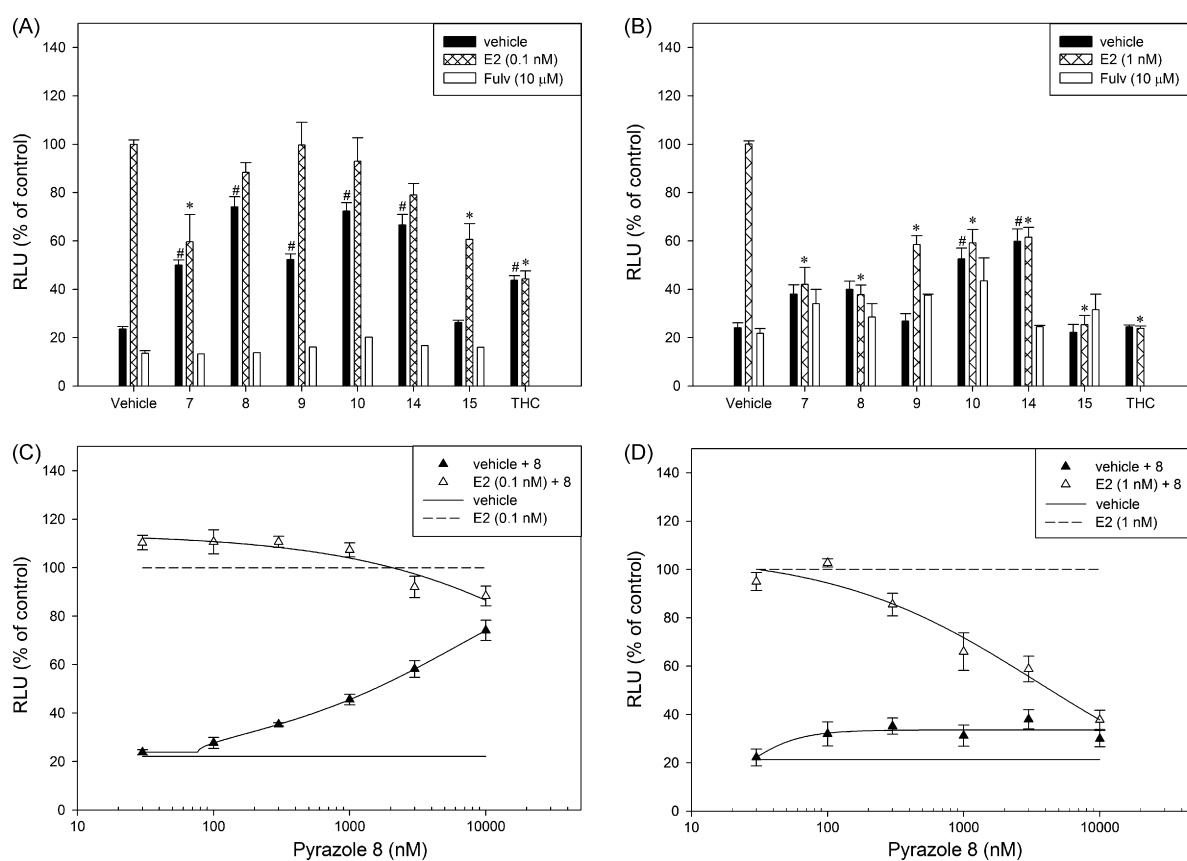 (A)
vehicle
E2 (0.1 nM)
Fulv (10 μM)
RLU (% of control)
140
120
100
80
60
40
20
0
# * # # # # * # *
Vehicle 7 8 9 10 14 15 THC
(B)
vehicle
E2 (1 nM)
Fulv (10 μM)
RLU (% of control)
140
120
100
80
60
40
20
0
* * * # * # * * *
Vehicle 7 8 9 10 14 15 THC
(C)
vehicle + 8
E2 (0.1 nM) + 8
vehicle
E2 (0.1 nM)
RLU (% of control)
140
120
100
80
60
40
20
0
10 100 1000 10000
Pyrazole 8 (nM)
(D)
vehicle + 8
E2 (1 nM) + 8
vehicle
E2 (1 nM)
RLU (% of control)
140
120
100
80
60
40
20
0
10 100 1000 10000
Pyrazole 8 (nM)